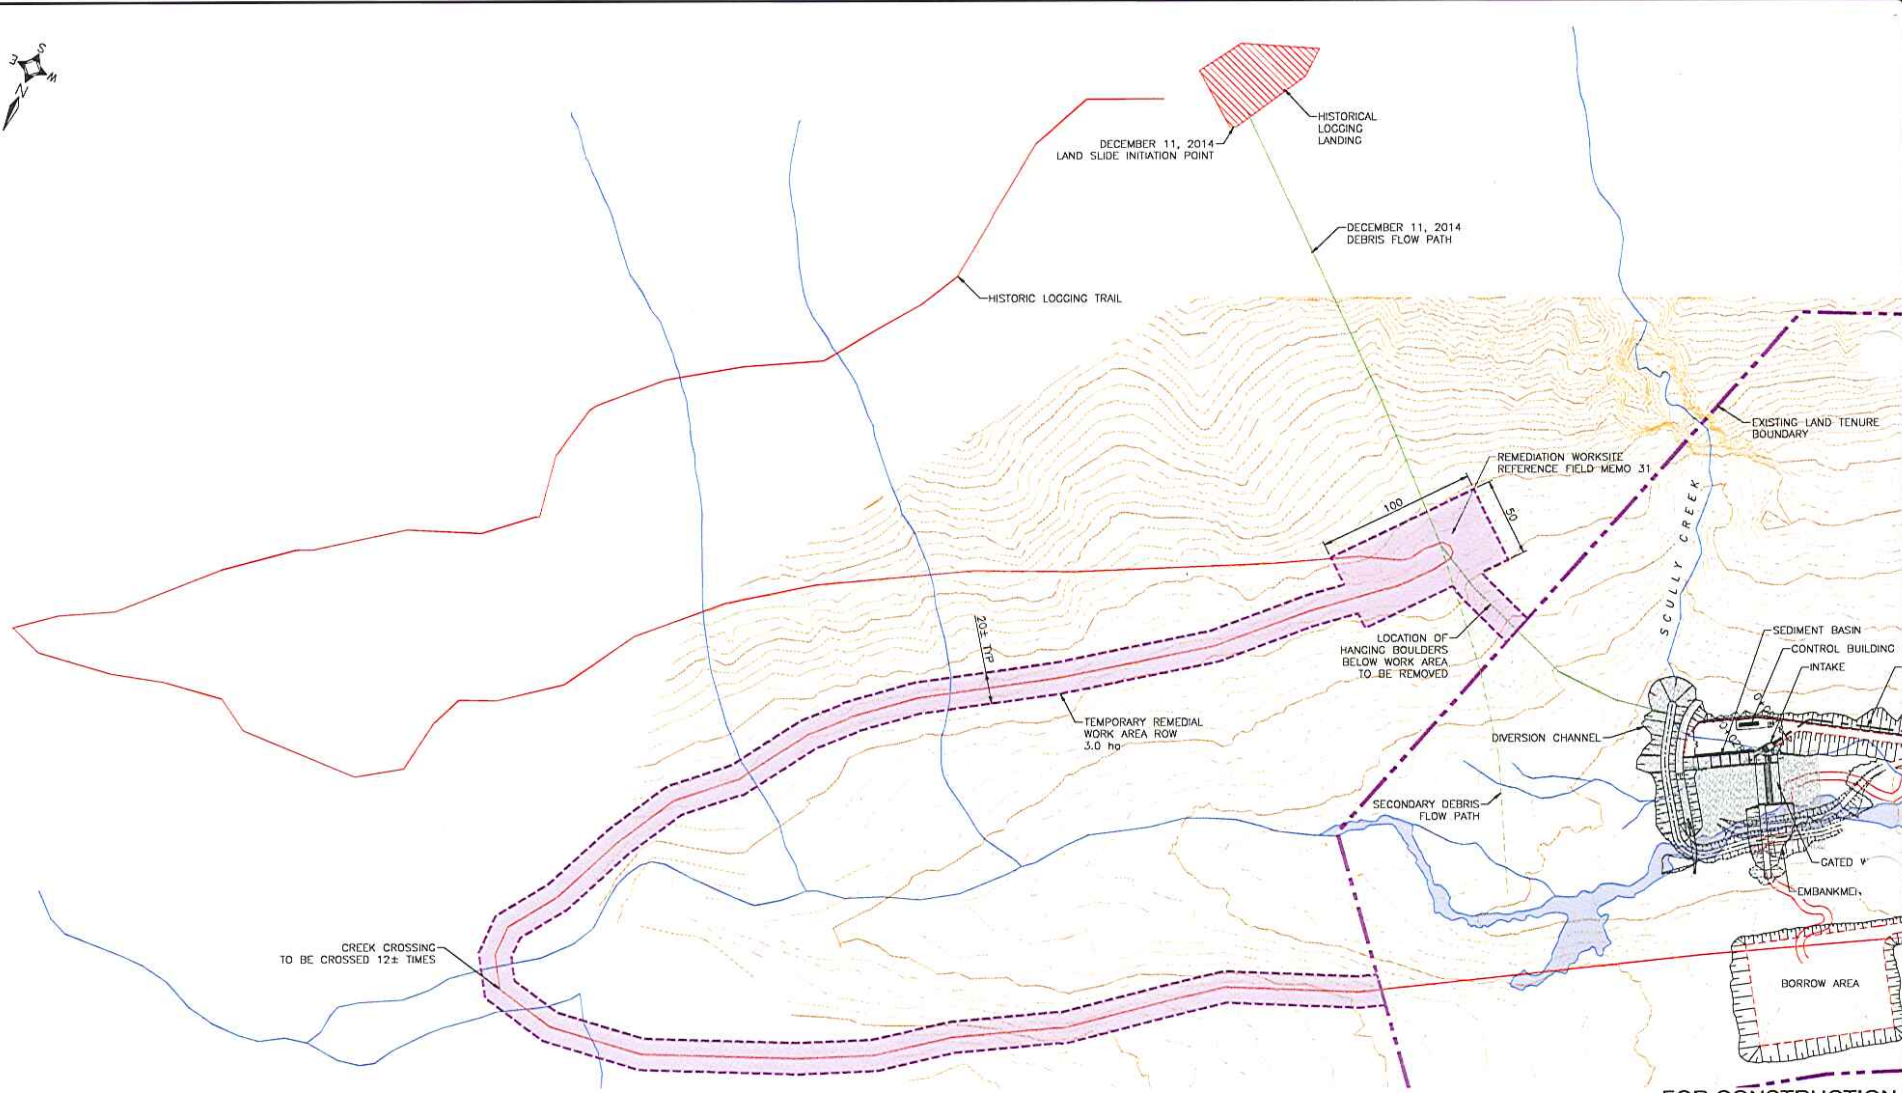 S
E
W
N
HISTORICAL
LOGGING
LANDING
DECEMBER 11, 2014
LAND SLIDE INITIATION POINT
DECEMBER 11, 2014
DEBRIS FLOW PATH
HISTORIC LOGGING TRAIL
EXISTING LAND TENURE
BOUNDARY
REMEDIATION WORKSITE
REFERENCE FIELD MEMO 31
100
50
SCULLY CREEK
20± TYP
LOCATION OF
HANGING BOULDERS
BELOW WORK AREA
TO BE REMOVED
SEDIMENT BASIN
CONTROL BUILDING
INTAKE
TEMPORARY REMEDIAL
WORK AREA ROW
3.0 ha
DIVERSION CHANNEL
SECONDARY DEBRIS
FLOW PATH
GATED
CREEK CROSSING
TO BE CROSSED 12± TIMES
BORROW AREA
FOR CONSTRUCTION